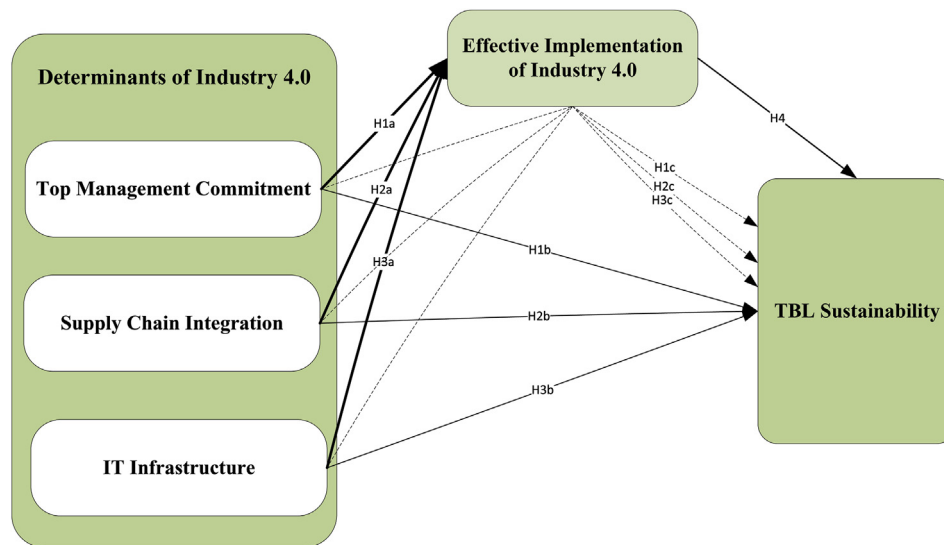 Effective Implementation
of Industry 4.0
Determinants of Industry 4.0
H1a
H4
Top Management Commitment
H1c
H2a
H2c
H3c
H3a
H1b
Supply Chain Integration
H2b
TBL Sustainability
H3b
IT Infrastructure